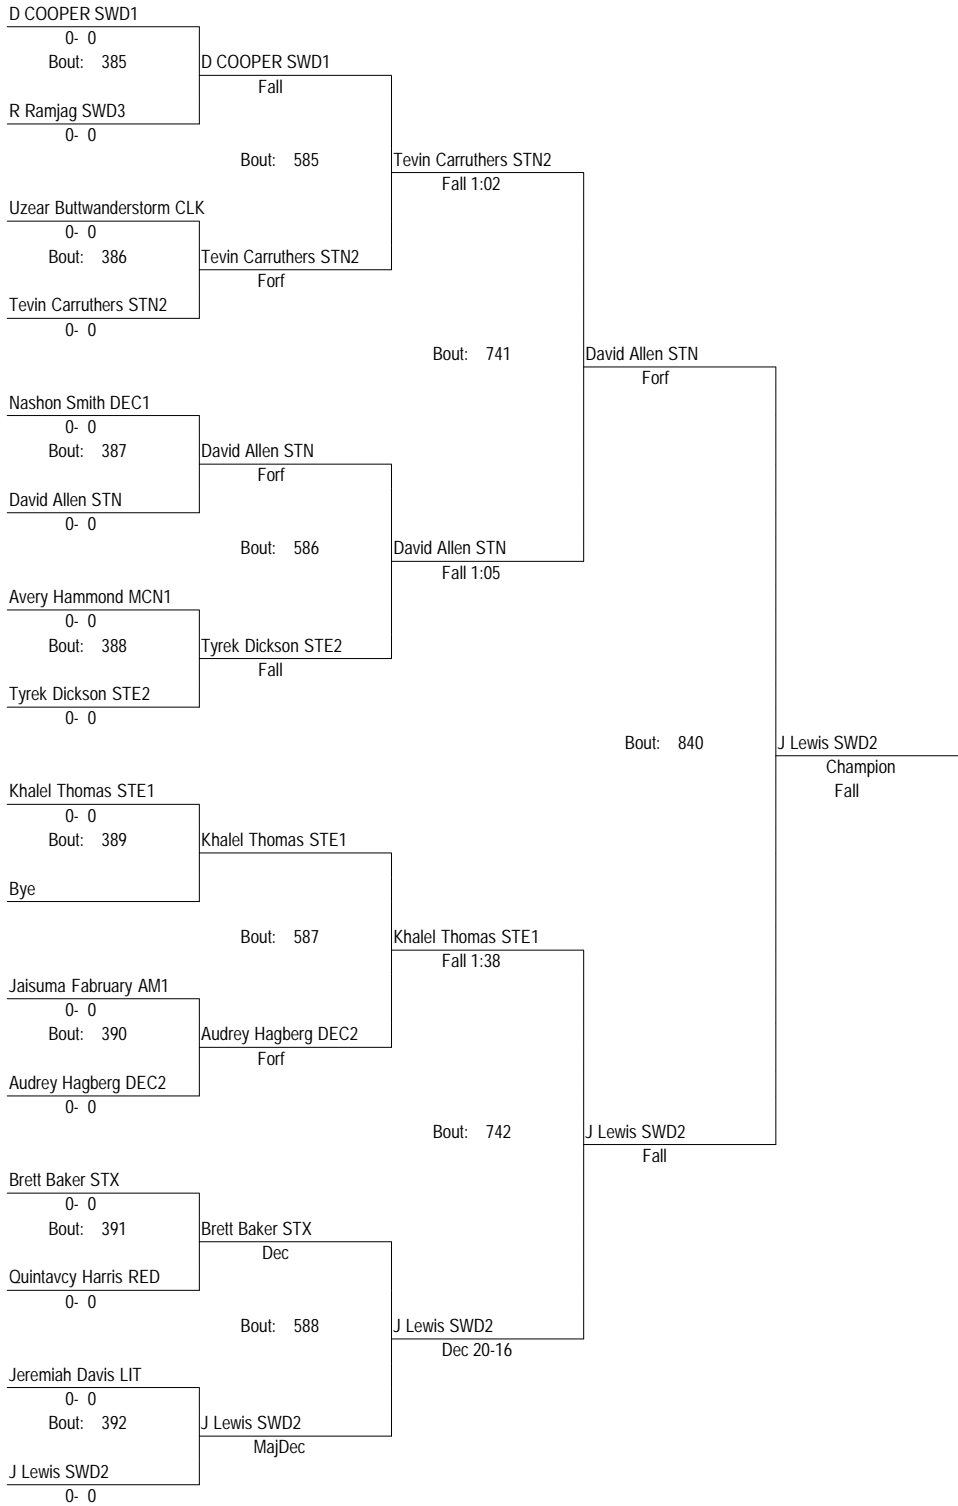 D COOPER SWD1
0- 0
Bout: 385
D COOPER SWD1
Fall
R Ramjag SWD3
0- 0
Bout: 585
Tevin Carruthers STN2
Fall 1:02
Uzear Buttwanderstorm CLK
0- 0
Bout: 386
Tevin Carruthers STN2
Forf
Tevin Carruthers STN2
0- 0
Bout: 741
David Allen STN
Forf
Nashon Smith DEC1
0- 0
Bout: 387
David Allen STN
Forf
David Allen STN
0- 0
Bout: 586
David Allen STN
Fall 1:05
Avery Hammond MCN1
0- 0
Bout: 388
Tyrek Dickson STE2
Fall
Tyrek Dickson STE2
0- 0
Bout: 840
J Lewis SWD2
Champion
Fall
Khalel Thomas STE1
0- 0
Bout: 389
Khalel Thomas STE1
Bye
Bout: 587
Khalel Thomas STE1
Fall 1:38
Jaisuma Fabruary AM1
0- 0
Bout: 390
Audrey Hagberg DEC2
Forf
Audrey Hagberg DEC2
0- 0
Bout: 742
J Lewis SWD2
Fall
Brett Baker STX
0- 0
Bout: 391
Brett Baker STX
Dec
Quintavcy Harris RED
0- 0
Bout: 588
J Lewis SWD2
Dec 20-16
Jeremiah Davis LIT
0- 0
Bout: 392
J Lewis SWD2
MajDec
J Lewis SWD2
0- 0